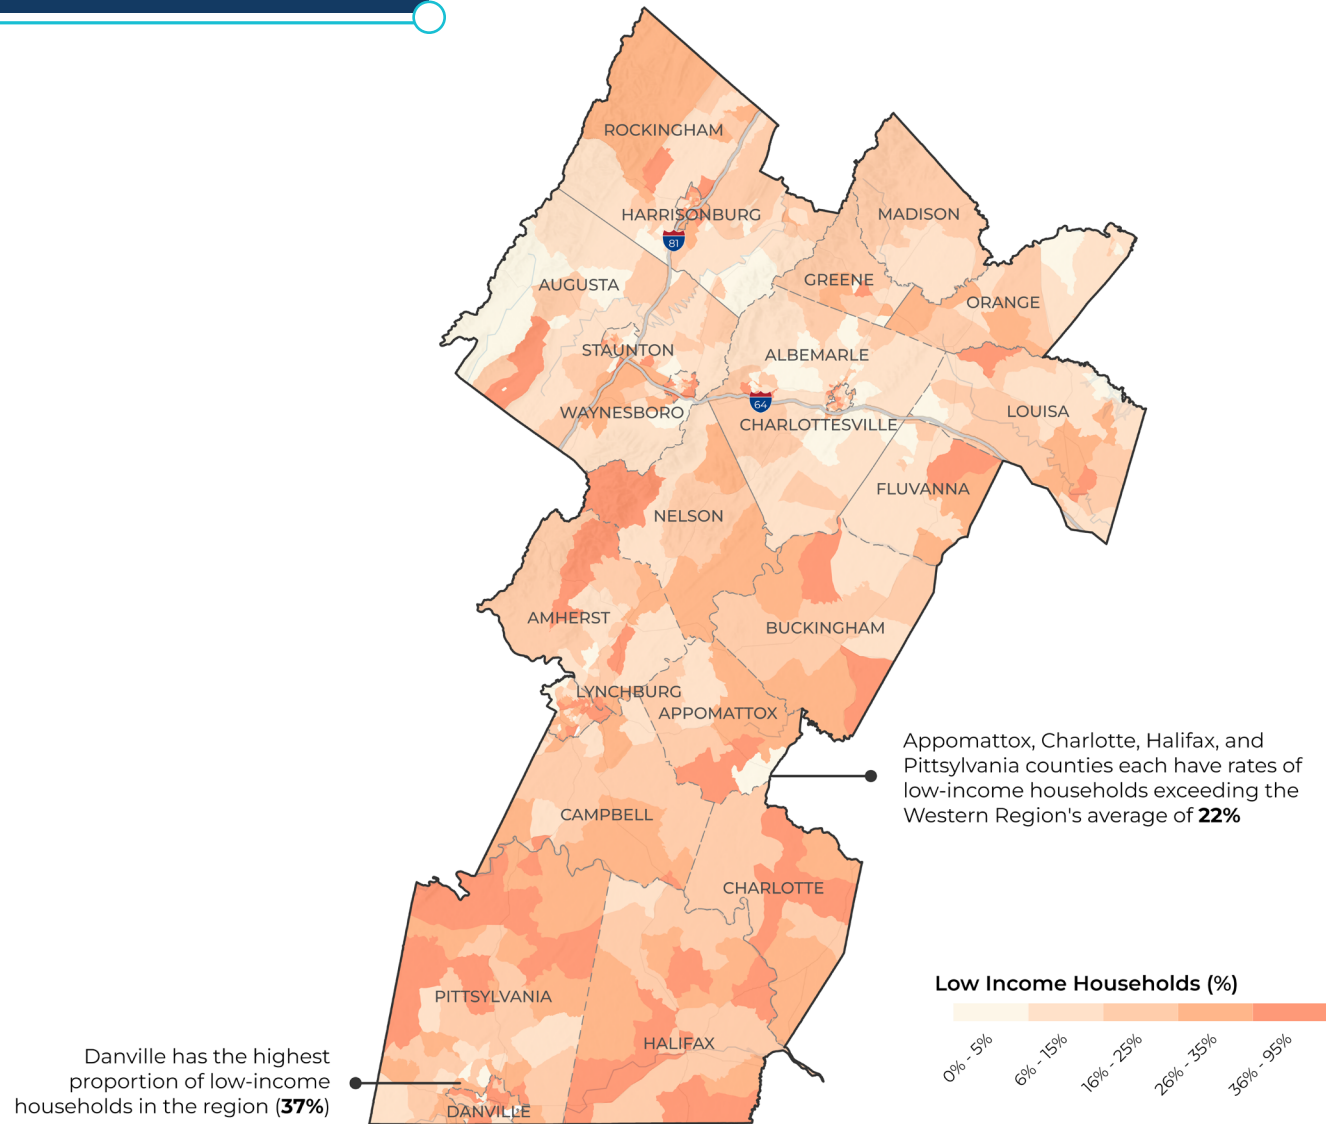 ROCKINGHAM
HARRISONBURG
MADISON
81
AUGUSTA
GREENE
ORANGE
STAUNTON
ALBEMARLE
WAYNESBORO
64
LOUISA
CHARLOTTESVILLE
FLUVANNA
NELSON
AMHERST
BUCKINGHAM
LYNCHBURG
APPOMATTOX
Appomattox, Charlotte, Halifax, and
Pittsylvania counties each have rates of
low-income households exceeding the
Western Region's average of 22%
CAMPBELL
CHARLOTTE
PITTSYLVANIA
HALIFAX
DANVILLE
Low Income Households (%)
0% - 5%
6% - 15%
16% - 25%
26% - 35%
36% - 95%
Danville has the highest
proportion of low-income
households in the region (37%)